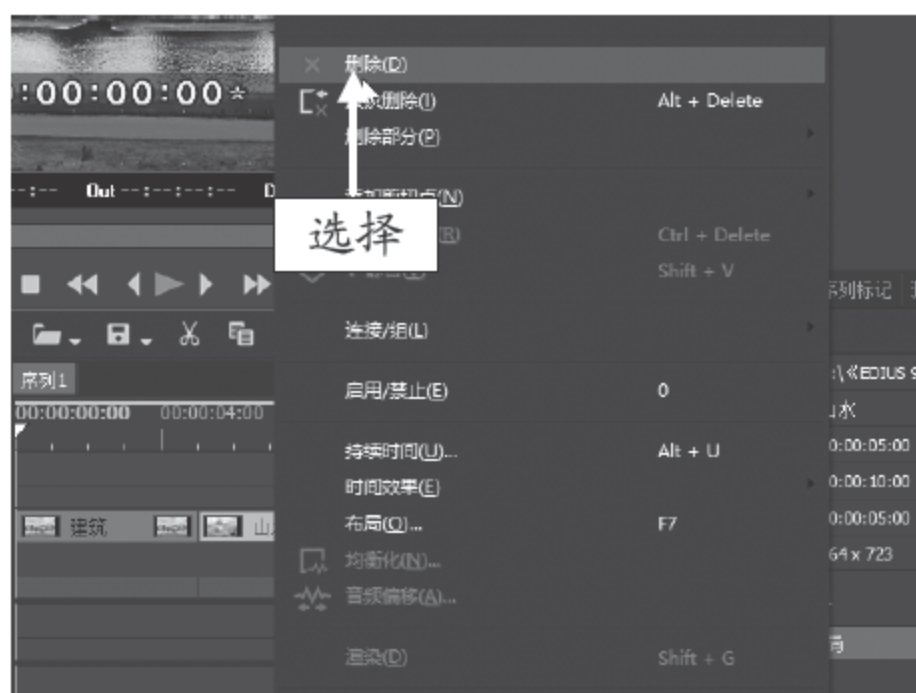 删除(D)
:00:00:00
删除(I) Alt + Delete
删除部分(P)
--:-- Out --:--:--:--
(N)
选择
(R) Ctrl + Delete
Shift + V
序列标记
连接/组(L)
序列1
启用/禁止(E) 0
:\《EDIUS
00:00:00:00 00:00:04:00
水
持续时间(U)... Alt + U
0:00:05:00
时间效果(E)
0:00:10:00
建筑 山
布局(O)... F7
0:00:05:00
均衡化(N)...
64 x 723
音频偏移(A)...
渲染(D) Shift + G